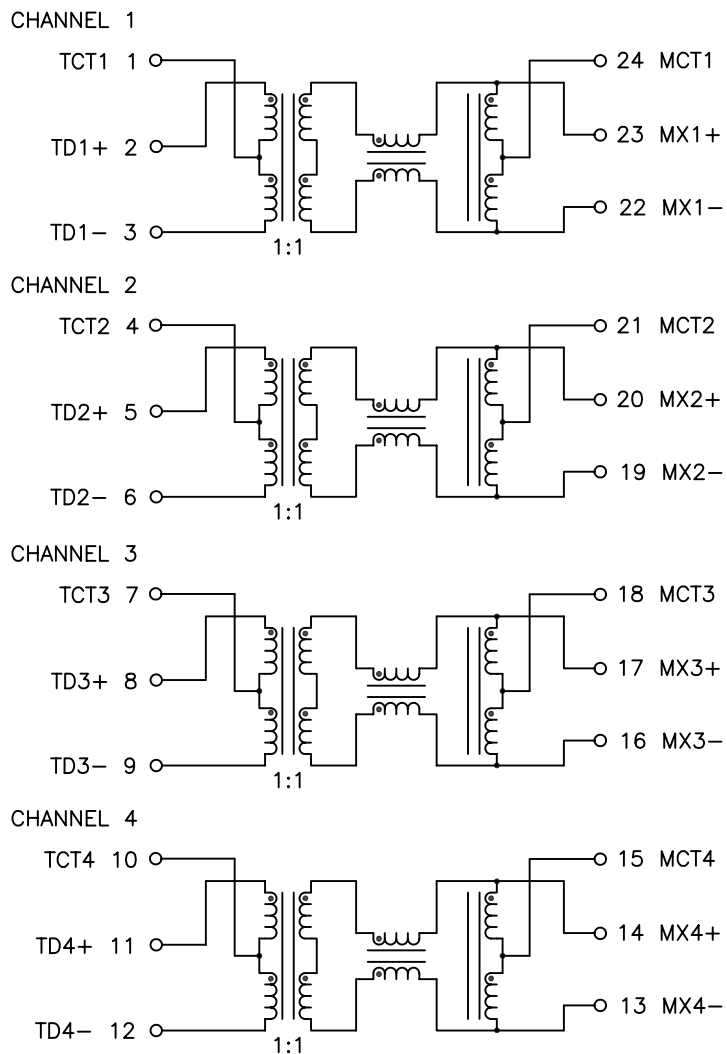 CHANNEL 1
TCT1 1
24 MCT1
TD1+ 2
23 MX1+
22 MX1-
TD1- 3
1:1
CHANNEL 2
TCT2 4
21 MCT2
TD2+ 5
20 MX2+
19 MX2-
TD2- 6
1:1
CHANNEL 3
TCT3 7
18 MCT3
TD3+ 8
17 MX3+
16 MX3-
TD3- 9
1:1
CHANNEL 4
TCT4 10
15 MCT4
TD4+ 11
14 MX4+
13 MX4-
TD4- 12
1:1